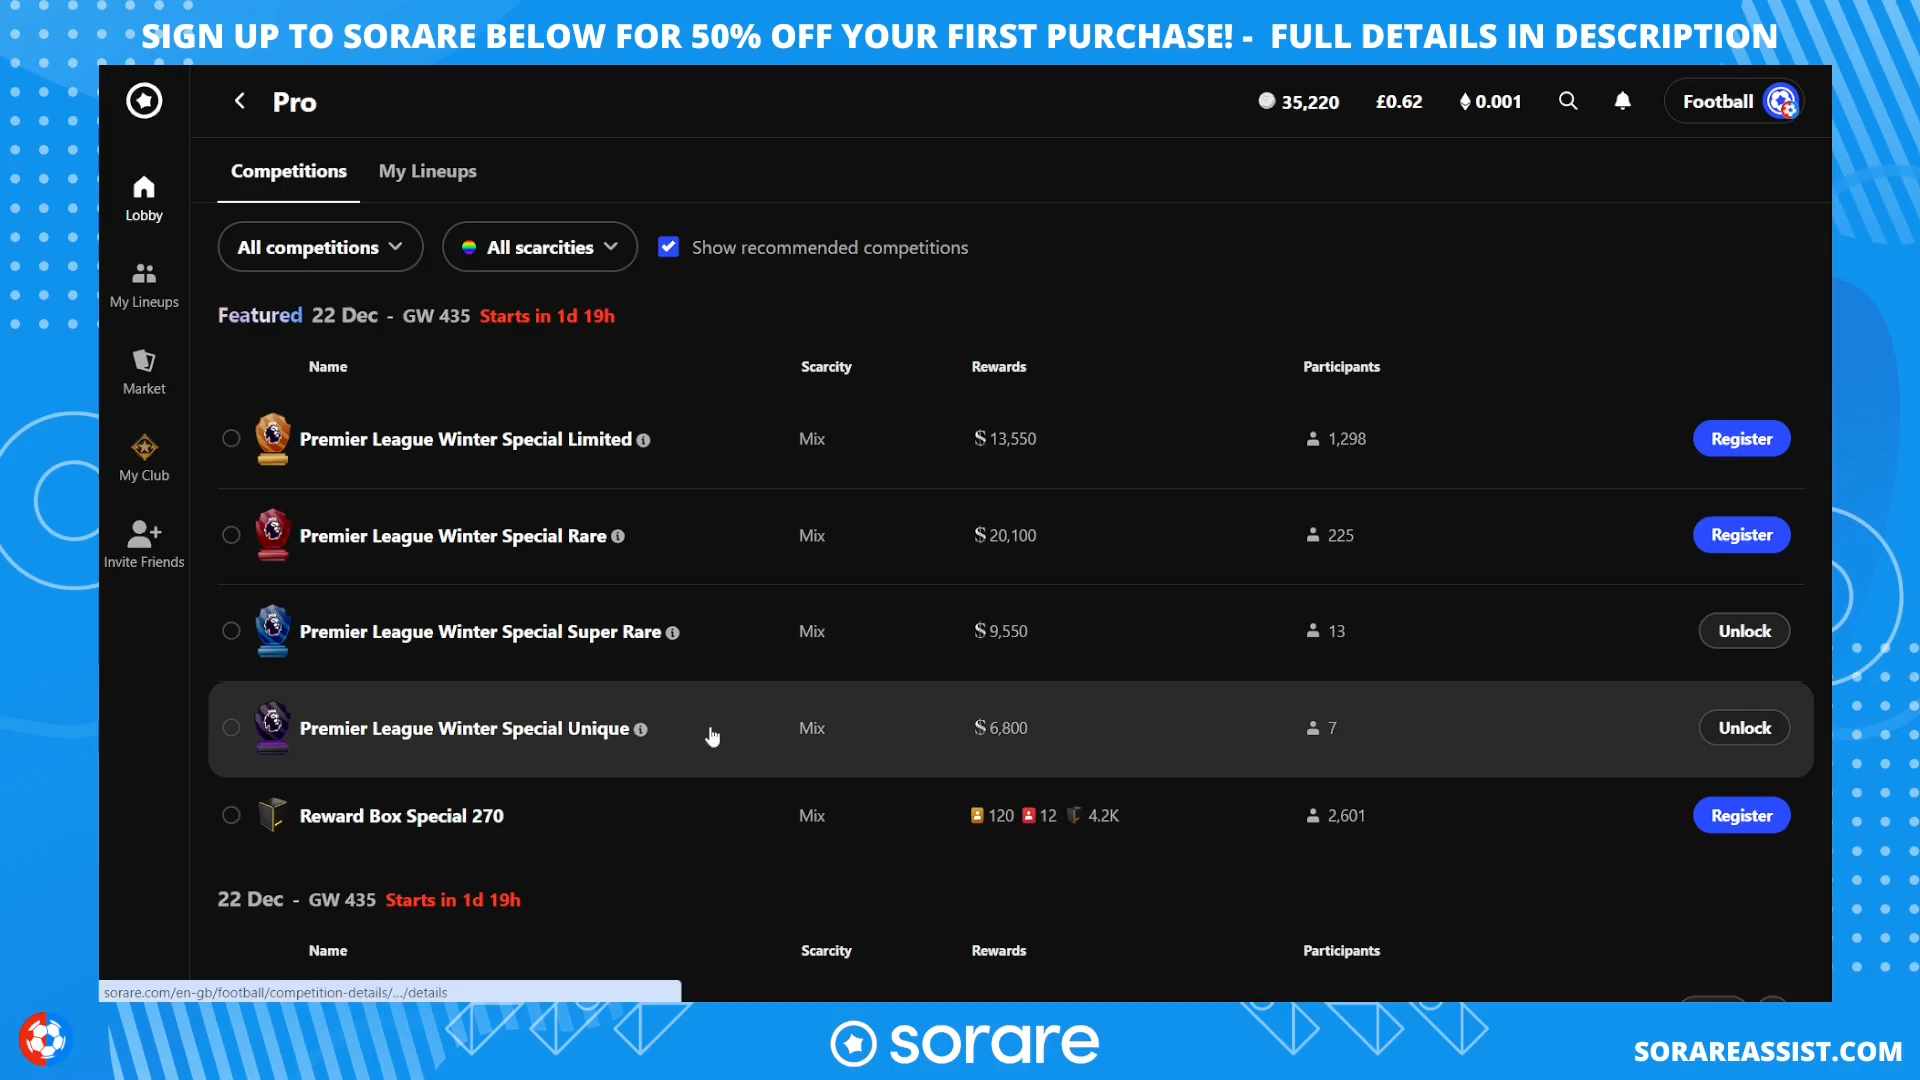 SIGN UP TO SORARE BELOW FOR 50% OFF YOUR FIRST PURCHASE! - FULL DETAILS IN DESCRIPTION
Pro
35,220
£0.62
0.001
Football
Competitions
My Lineups
Lobby
My Lineups
Market
My Club
Invite Friends
All competitions
All scarcities
Show recommended competitions
Featured 22 Dec - GW 435 Starts in 1d 19h
Name Scarcity Rewards Participants
Premier League Winter Special Limited Mix $ 13,550 1,298 Register
Premier League Winter Special Rare Mix $ 20,100 225 Register
Premier League Winter Special Super Rare Mix $ 9,550 13 Unlock
Premier League Winter Special Unique Mix $ 6,800 7 Unlock
Reward Box Special 270 Mix 120 12 4.2K 2,601 Register
22 Dec - GW 435 Starts in 1d 19h
Name Scarcity Rewards Participants
sorare.com/en-gb/football/competition-details/.../details
sorare
SORAREASSIST.COM